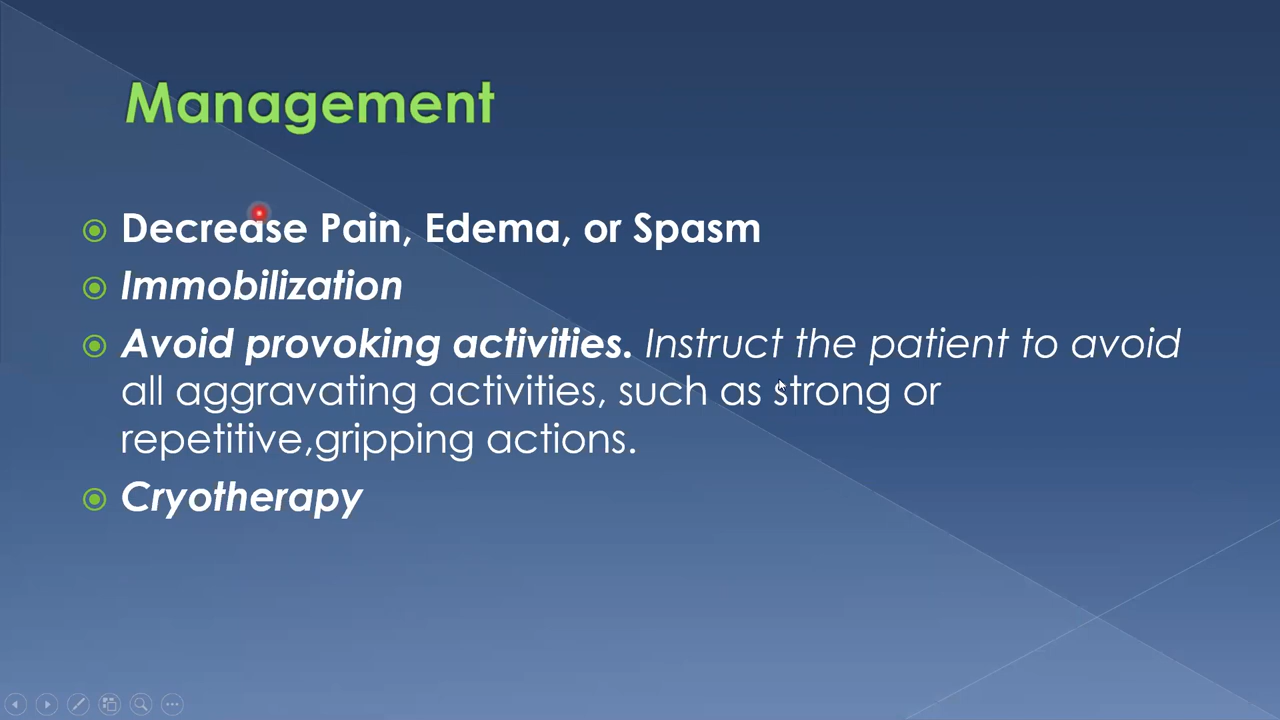 Management
Decrease Pain, Edema, or Spasm
Immobilization
Avoid provoking activities. Instruct the patient to avoid
all aggravating activities, such as strong or
repetitive,gripping actions.
Cryotherapy